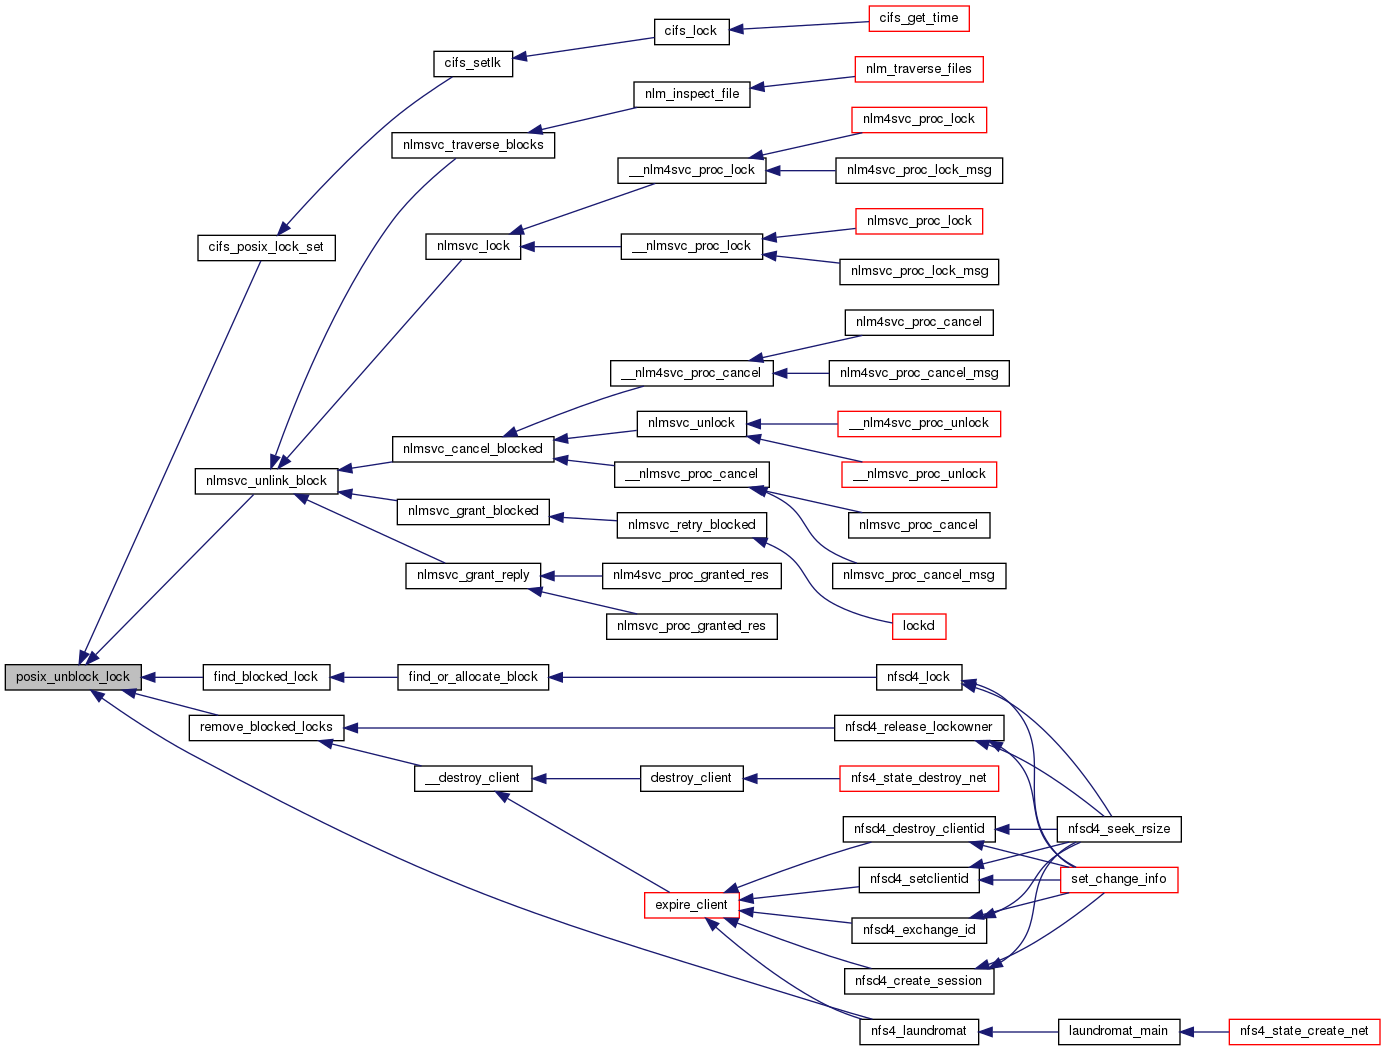 cifs_get_time
cifs_lock
cifs_setlk
nlm_traverse_files
nlm_inspect_file
nlm4svc_proc_lock
nlmsvc_traverse_blocks
__nlm4svc_proc_lock
nlm4svc_proc_lock_msg
nlmsvc_proc_lock
cifs_posix_lock_set
nlmsvc_lock
__nlmsvc_proc_lock
nlmsvc_proc_lock_msg
nlm4svc_proc_cancel
__nlm4svc_proc_cancel
nlm4svc_proc_cancel_msg
nlmsvc_unlock
__nlm4svc_proc_unlock
nlmsvc_cancel_blocked
__nlmsvc_proc_cancel
__nlmsvc_proc_unlock
nlmsvc_unlink_block
nlmsvc_grant_blocked
nlmsvc_retry_blocked
nlmsvc_proc_cancel
nlmsvc_grant_reply
nlm4svc_proc_granted_res
nlmsvc_proc_cancel_msg
nlmsvc_proc_granted_res
lockd
posix_unblock_lock
find_blocked_lock
find_or_allocate_block
nfsd4_lock
remove_blocked_locks
nfsd4_release_lockowner
__destroy_client
destroy_client
nfs4_state_destroy_net
nfsd4_destroy_clientid
nfsd4_seek_rsize
nfsd4_setclientid
set_change_info
expire_client
nfsd4_exchange_id
nfsd4_create_session
nfs4_laundromat
laundromat_main
nfs4_state_create_net